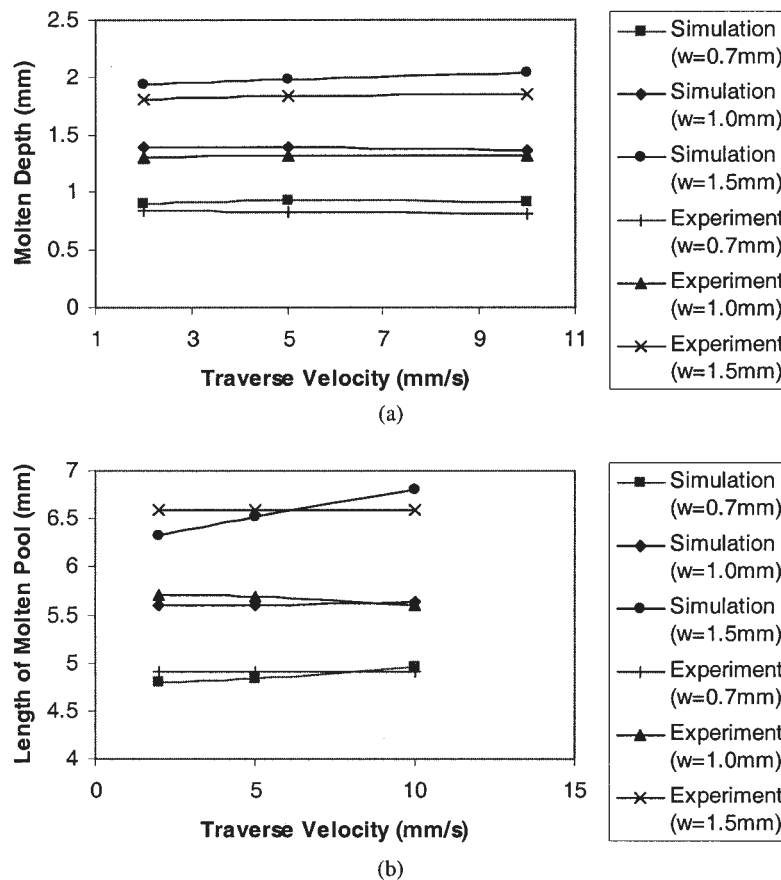 Molten Depth (mm)
2.5
2
1.5
1
0.5
0
1
3
5
7
9
11
Traverse Velocity (mm/s)
Simulation
(w=0.7mm)
Simulation
(w=1.0mm)
Simulation
(w=1.5mm)
Experiment
(w=0.7mm)
Experiment
(w=1.0mm)
Experiment
(w=1.5mm)
(a)
Length of Molten Pool (mm)
7
6.5
6
5.5
5
4.5
4
0
5
10
15
Traverse Velocity (mm/s)
Simulation
(w=0.7mm)
Simulation
(w=1.0mm)
Simulation
(w=1.5mm)
Experiment
(w=0.7mm)
Experiment
(w=1.0mm)
Experiment
(w=1.5mm)
(b)